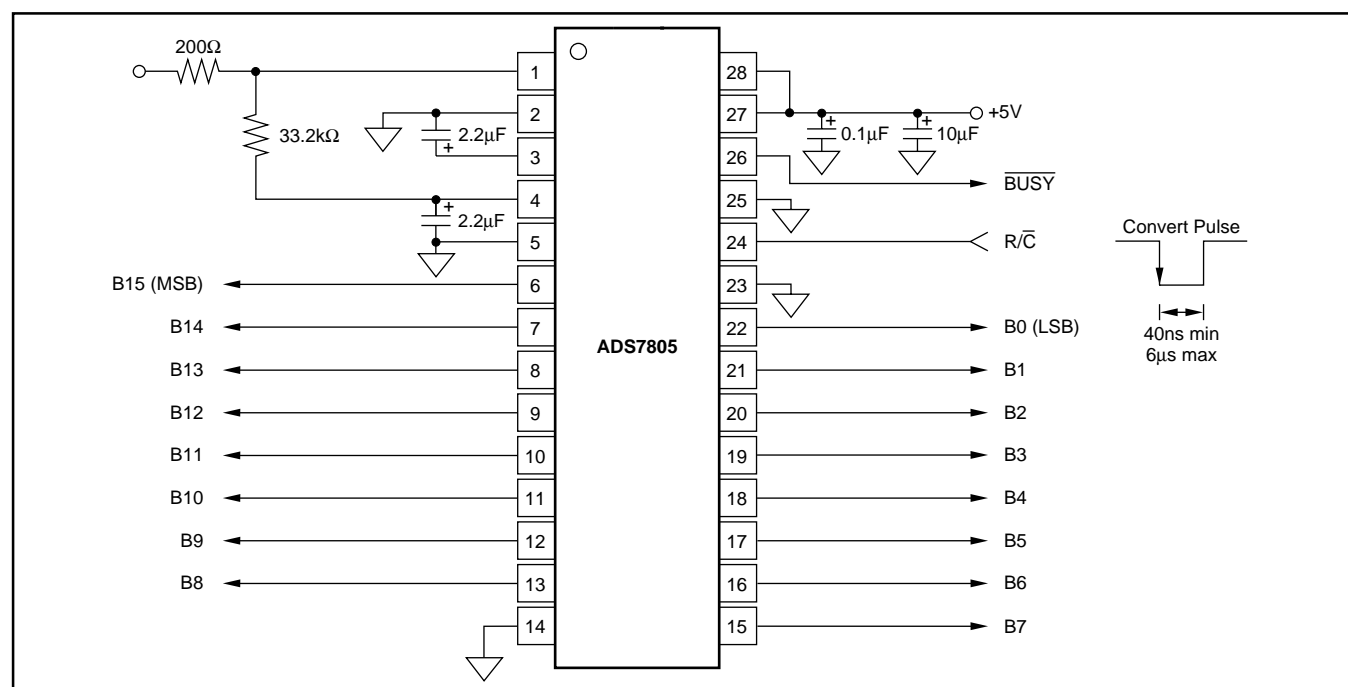 200Ω
33.2kΩ
2.2µF
+
+
2.2µF
1
2
3
4
5
6
7
8
9
10
11
12
13
14
B15 (MSB)
B14
B13
B12
B11
B10
B9
B8
ADS7805
28
27
26
25
24
23
22
21
20
19
18
17
16
15
+
0.1µF
+
10µF
+5V
B̅U̅S̅Y̅
R/C̅
B0 (LSB)
B1
B2
B3
B4
B5
B6
B7
Convert Pulse
40ns min
6µs max